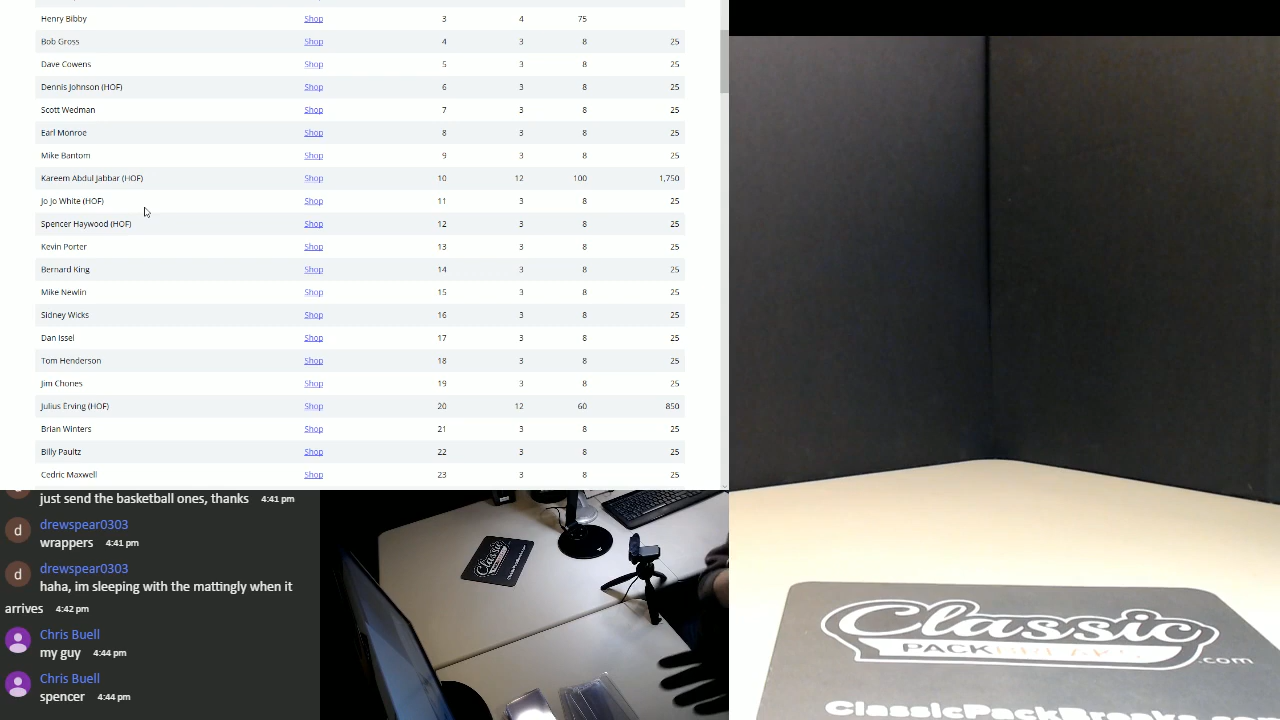 Henry Bibby Shop 3 4 75
Bob Gross Shop 4 3 8 25
Dave Cowens Shop 5 3 8 25
Dennis Johnson (HOF) Shop 6 3 8 25
Scott Wedman Shop 7 3 8 25
Earl Monroe Shop 8 3 8 25
Mike Bantom Shop 9 3 8 25
Kareem Abdul Jabbar (HOF) Shop 10 12 100 1,750
Jo Jo White (HOF) Shop 11 3 8 25
Spencer Haywood (HOF) Shop 12 3 8 25
Kevin Porter Shop 13 3 8 25
Bernard King Shop 14 3 8 25
Mike Newlin Shop 15 3 8 25
Sidney Wicks Shop 16 3 8 25
Dan Issel Shop 17 3 8 25
Tom Henderson Shop 18 3 8 25
Jim Chones Shop 19 3 8 25
Julius Erving (HOF) Shop 20 12 60 850
Brian Winters Shop 21 3 8 25
Billy Paultz Shop 22 3 8 25
Cedric Maxwell Shop 23 3 8 25
just send the basketball ones, thanks 4:41 pm
d drewspear0303
wrappers 4:41 pm
d drewspear0303
haha, im sleeping with the mattingly when it
arrives 4:42 pm
Chris Buell
my guy 4:44 pm
Chris Buell
spencer 4:44 pm
Classic
Classic
PACKBREAKS
.com
ClassicPackBreaks.com